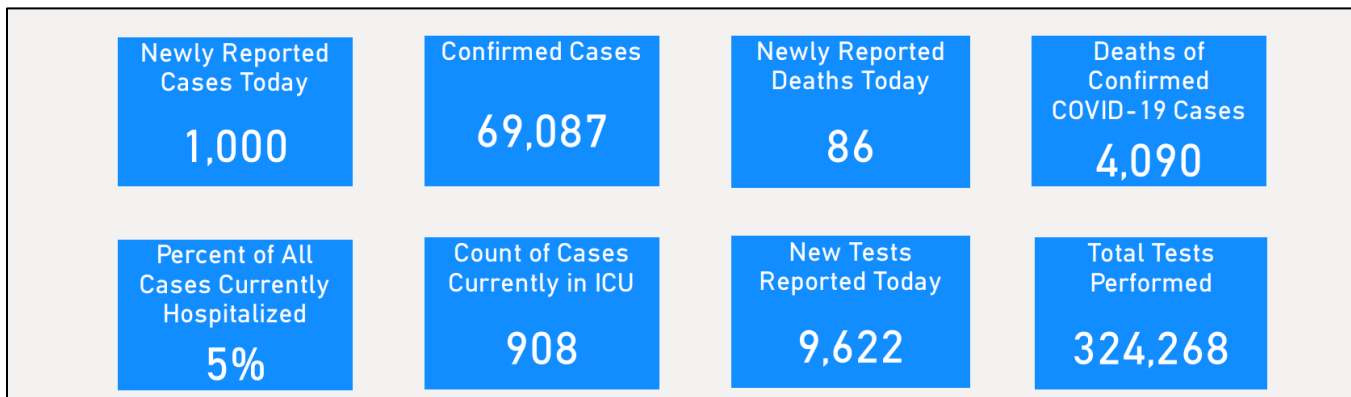 Newly Reported
Cases Today
1,000
Confirmed Cases
69,087
Newly Reported
Deaths Today
86
Deaths of
Confirmed
COVID-19 Cases
4,090
Percent of All
Cases Currently
Hospitalized
5%
Count of Cases
Currently in ICU
908
New Tests
Reported Today
9,622
Total Tests
Performed
324,268